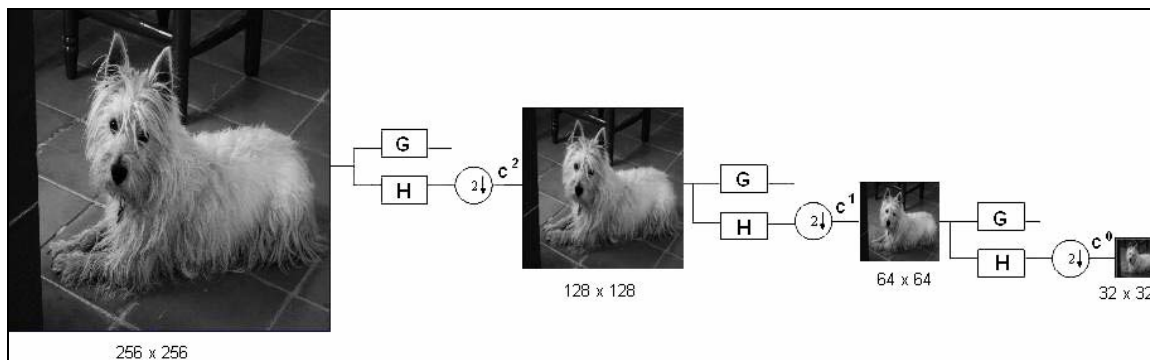 G
H
2↓
c²
128 x 128
G
H
2↓
c¹
64 x 64
G
H
2↓
c⁰
32 x 32
256 x 256